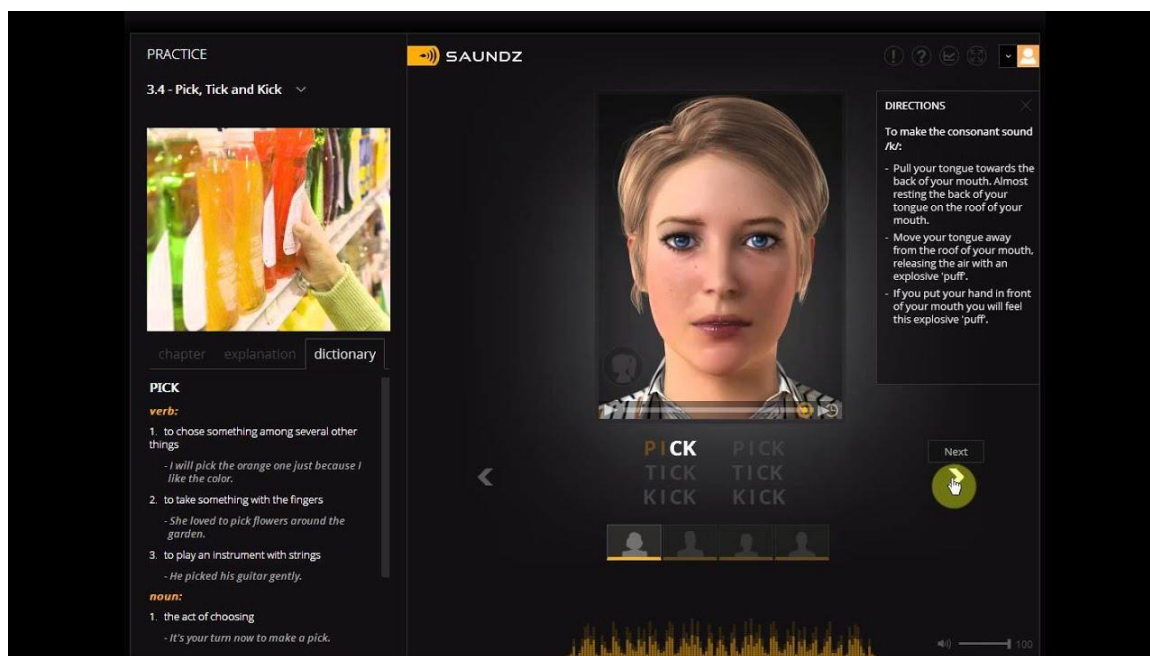 PRACTICE
3.4 - Pick, Tick and Kick
chapter explanation dictionary
PICK
verb:
1. to chose something among several other
things
- I will pick the orange one just because I
like the color.
2. to take something with the fingers
- She loved to pick flowers around the
garden.
3. to play an instrument with strings
- He picked his guitar gently.
noun:
1. the act of choosing
- It's your turn now to make a pick.
SAUNDZ
PICK PICK
TICK TICK
KICK KICK
Next
DIRECTIONS
To make the consonant sound
/k/:
- Pull your tongue towards the
back of your mouth. Almost
resting the back of your
tongue on the roof of your
mouth.
- Move your tongue away
from the roof of your mouth,
releasing the air with an
explosive 'puff'.
- If you put your hand in front
of your mouth you will feel
this explosive 'puff'.
100